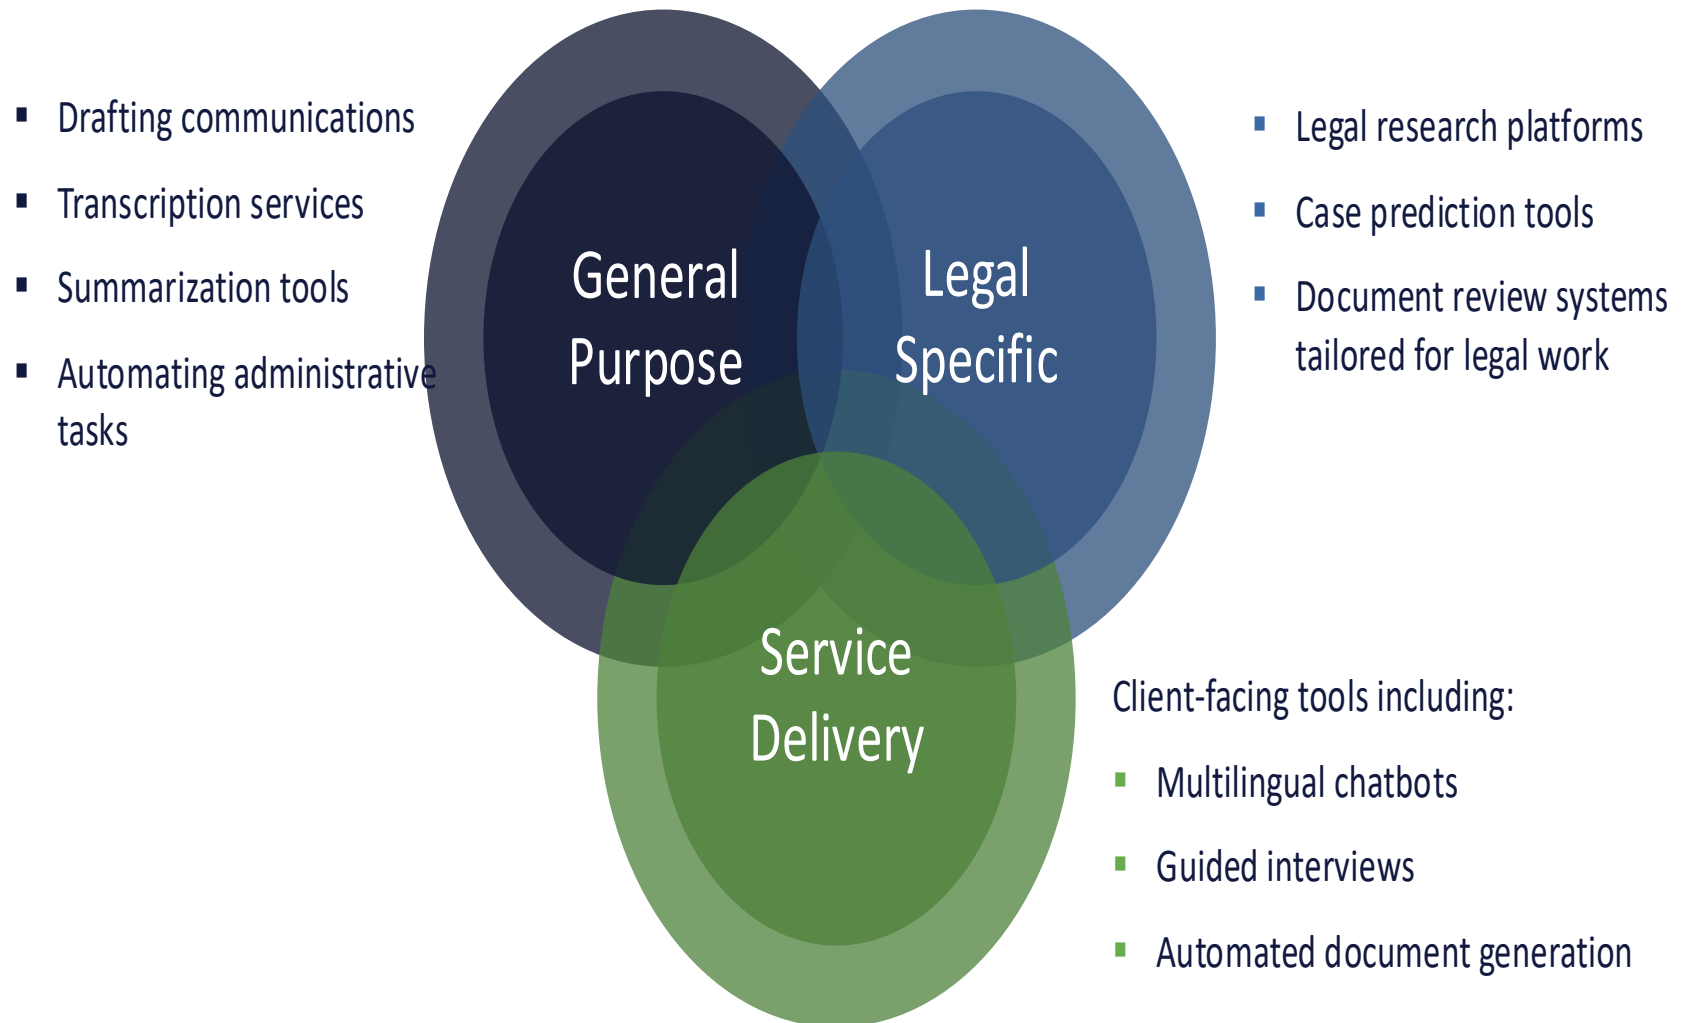 ▪ Drafting communications
▪ Transcription services
▪ Summarization tools
▪ Automating administrative
tasks
General
Purpose
Legal
Specific
▪ Legal research platforms
▪ Case prediction tools
▪ Document review systems
tailored for legal work
Service
Delivery
Client-facing tools including:
▪ Multilingual chatbots
▪ Guided interviews
▪ Automated document generation